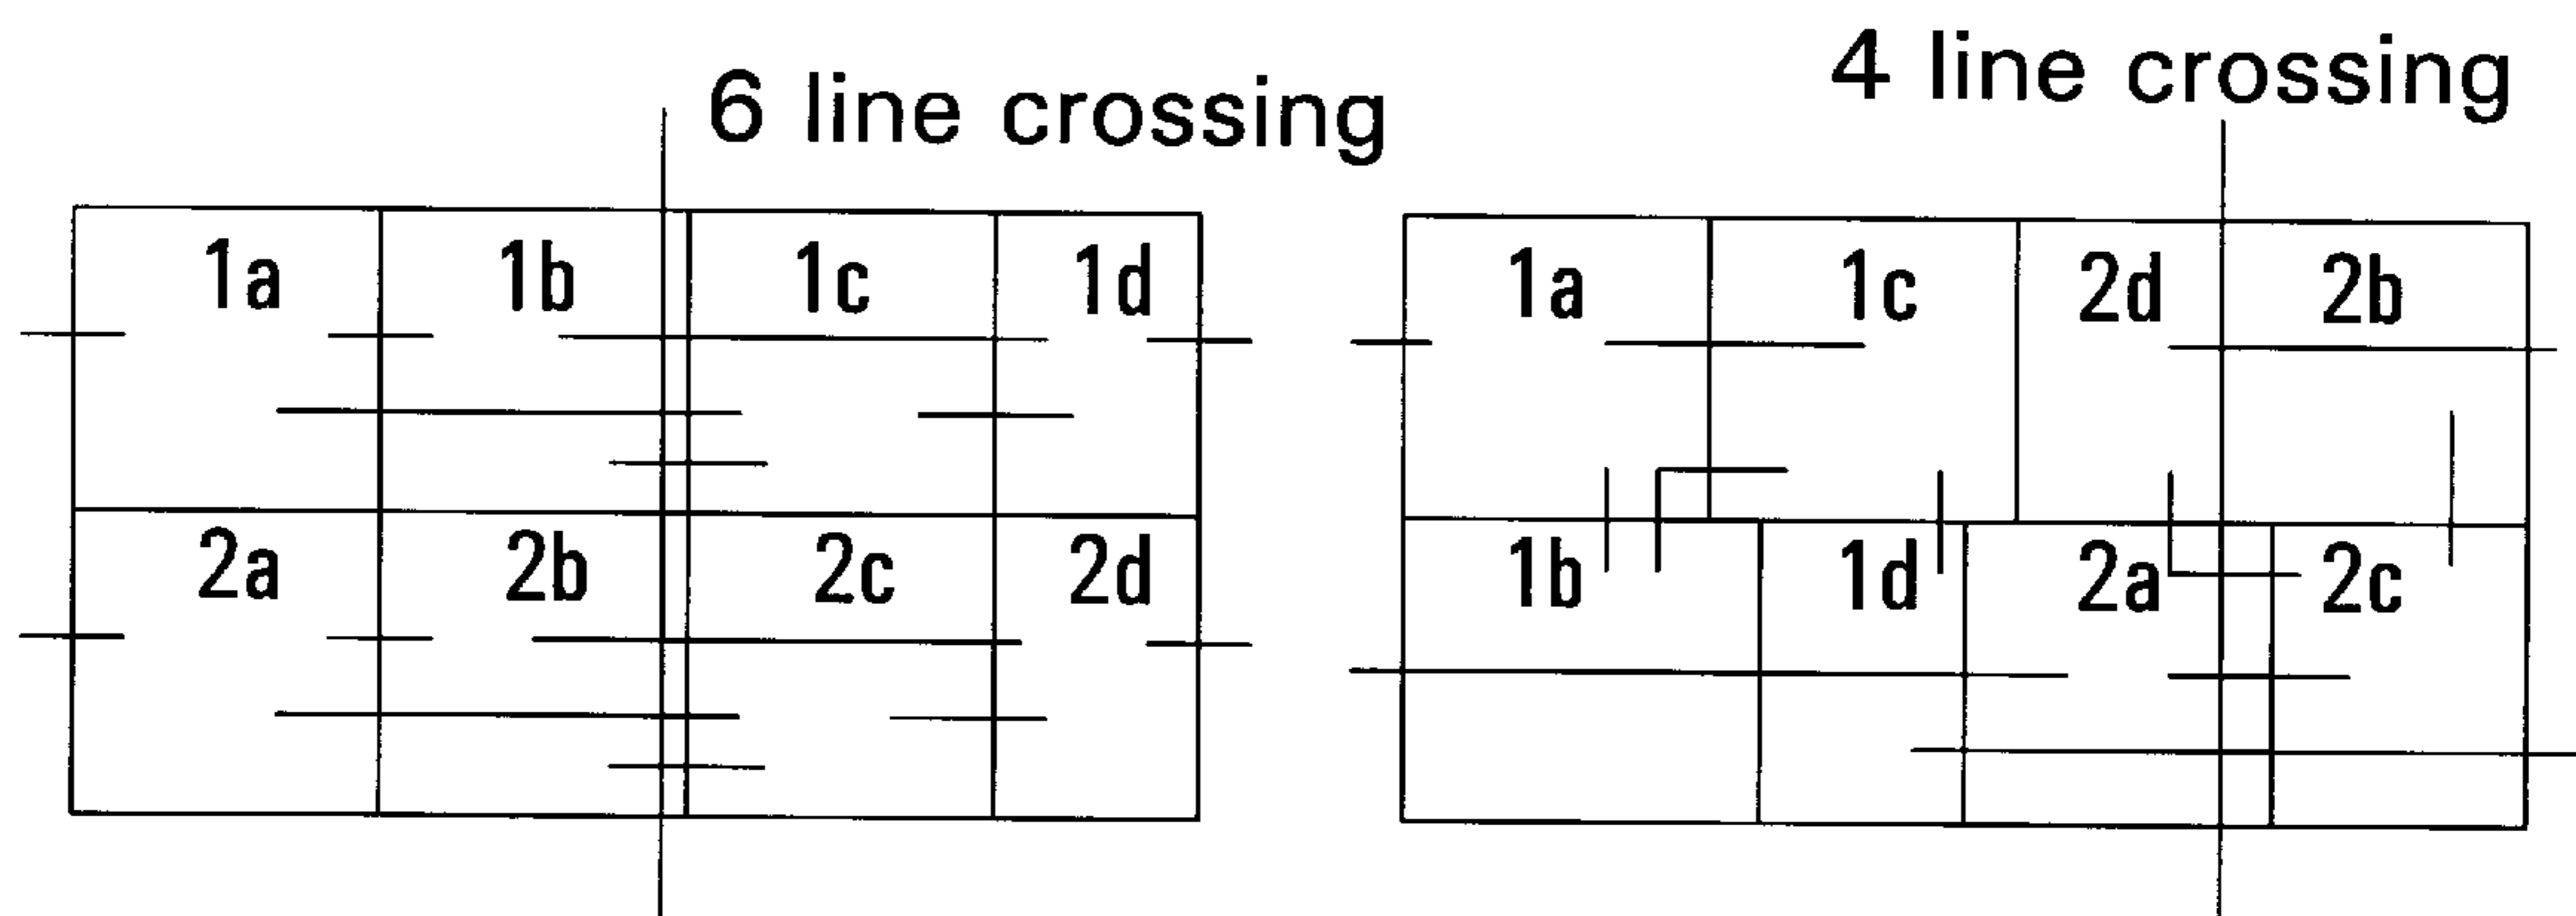 6 line crossing
4 line crossing
1a 1b 1c 1d
2a 2b 2c 2d
1a 1c 2d 2b
1b 1d 2a 2c